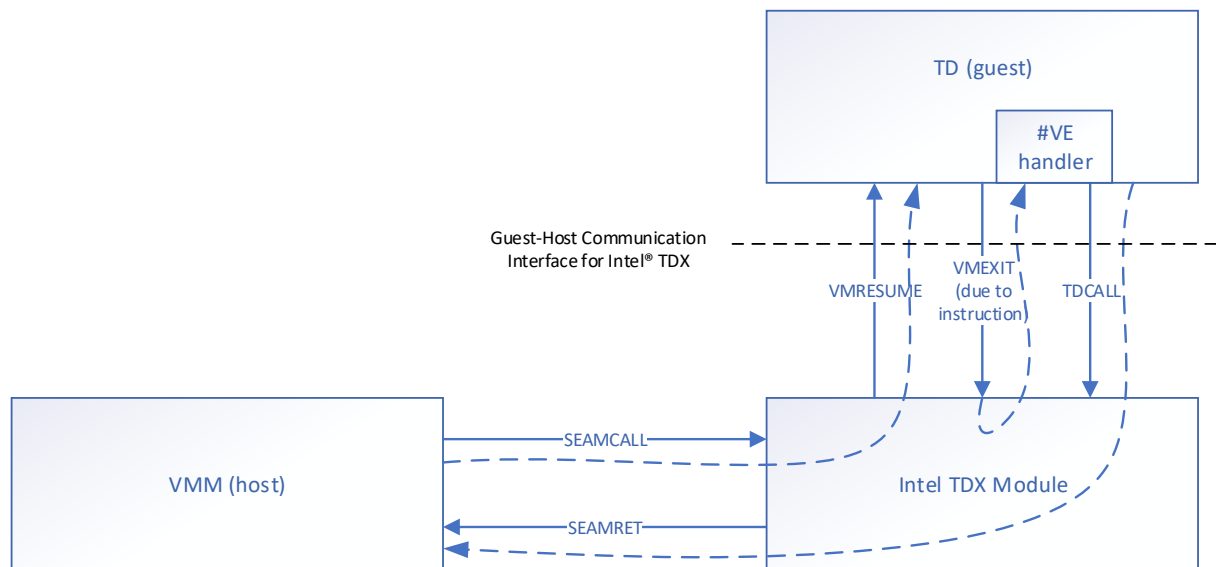 TD (guest)
#VE
handler
Guest-Host Communication
Interface for Intel® TDX
VMRESUME
VMEXIT
(due to
instruction)
TDCALL
SEAMCALL
VMM (host)
Intel TDX Module
SEAMRET